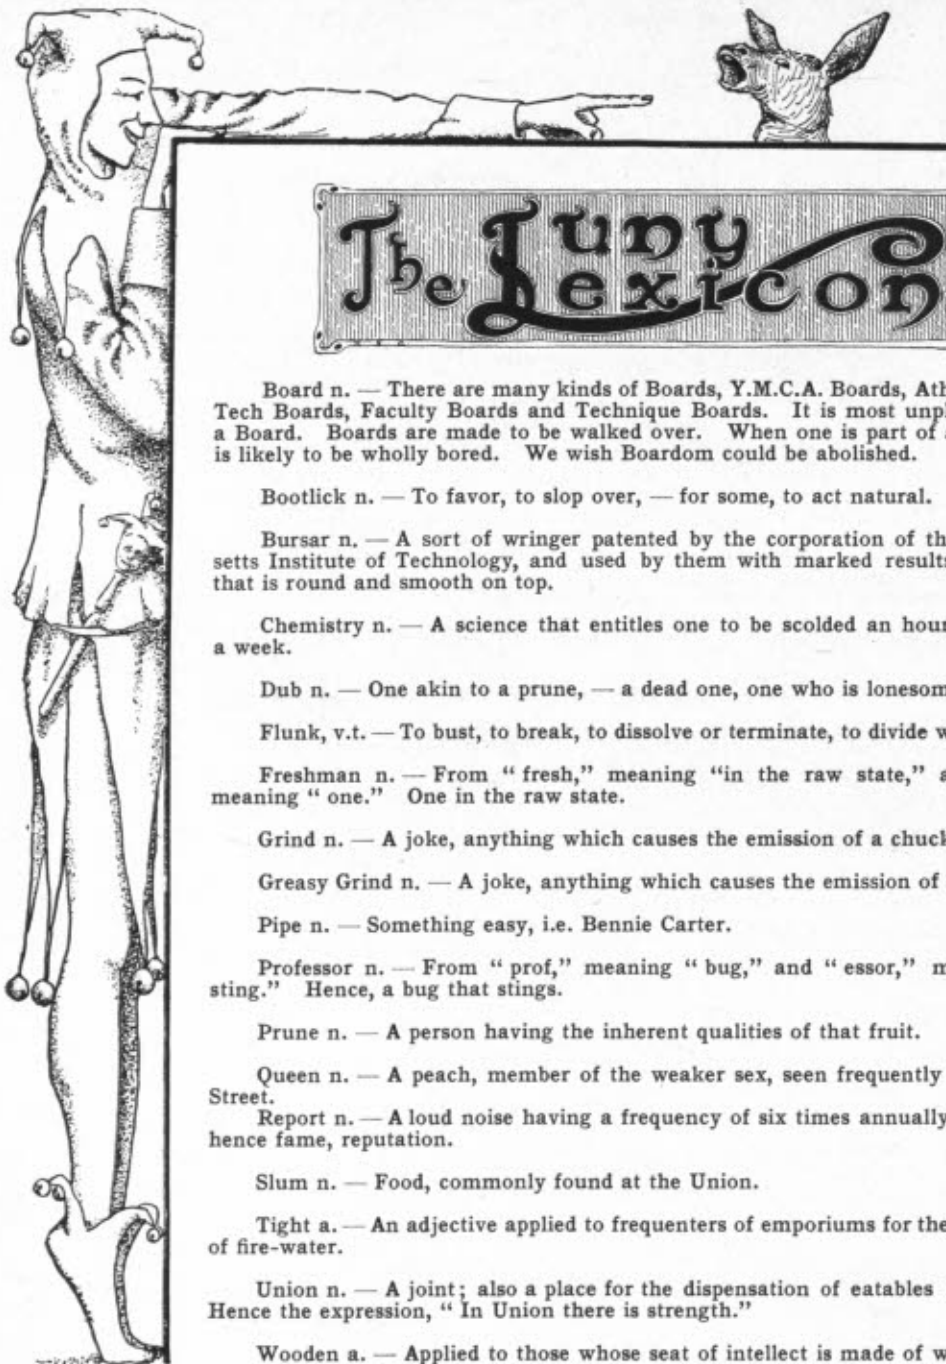 The Luny
Lexicon
Board n. — There are many kinds of Boards, Y.M.C.A. Boards,
Tech Boards, Faculty Boards and Technique Boards. It is most
a Board. Boards are made to be walked over. When one is part of
is likely to be wholly bored. We wish Boardom could be abolished.
Bootlick n. — To favor, to slop over, — for some, to act natural.
Bursar n. — A sort of wringer patented by the corporation of
setts Institute of Technology, and used by them with marked results
that is round and smooth on top.
Chemistry n. — A science that entitles one to be scolded an hour
a week.
Dub n. — One akin to a prune, — a dead one, one who is
Flunk, v.t. — To bust, to break, to dissolve or terminate, to divide
Freshman n. — From " fresh," meaning "in the raw state,"
meaning " one." One in the raw state.
Grind n. — A joke, anything which causes the emission of a
Greasy Grind n. — A joke, anything which causes the emission of
Pipe n. — Something easy, i.e. Bennie Carter.
Professor n. — From " prof," meaning " bug," and " essor,"
sting." Hence, a bug that stings.
Prune n. — A person having the inherent qualities of that fruit.
Queen n. — A peach, member of the weaker sex, seen frequently
Street.
Report n. — A loud noise having a frequency of six times annually
hence fame, reputation.
Slum n. — Food, commonly found at the Union.
Tight a. — An adjective applied to frequenters of emporiums for the
of fire-water.
Union n. — A joint; also a place for the dispensation of eatables
Hence the expression, " In Union there is strength."
Wooden a. — Applied to those whose seat of intellect is made of